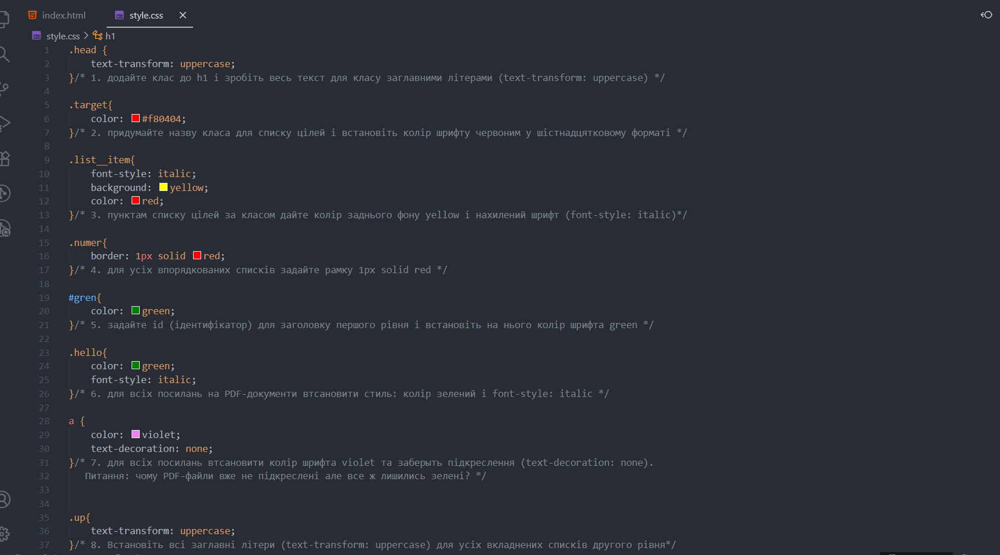 index.html
style.css
style.css > h1
1 .head {
2 text-transform: uppercase;
3 }/* 1. додайте клас до h1 і зробіть весь текст для класу заглавними літерами (text-transform: uppercase) */
4
5 .target{
6 color: #f80404;
7 }/* 2. придумайте назву класа для списку цілей і встановіть колір шрифту червоним у шістнадцятковому форматі */
8
9 .list__item{
10 font-style: italic;
11 background: yellow;
12 color: red;
13 }/* 3. пунктам списку цілей за класом дайте колір заднього фону yellow і нахилений шрифт (font-style: italic)*/
14
15 .numer{
16 border: 1px solid red;
17 }/* 4. для усіх впорядкованих списків задайте рамку 1px solid red */
18
19 #gren{
20 color: green;
21 }/* 5. задайте id (ідентифікатор) для заголовку першого рівня і встановіть на нього колір шрифта green */
22
23 .hello{
24 color: green;
25 font-style: italic;
26 }/* 6. для всіх посилань на PDF-документи втсановити стиль: колір зелений і font-style: italic */
27
28 a {
29 color: violet;
30 text-decoration: none;
31 }/* 7. для всіх посилань втсановити колір шрифта violet та заберыть підкреслення (text-decoration: none).
32 Питання: чому PDF-файли вже не підкреслені але все ж лишились зелені? */
33
34
35 .up{
36 text-transform: uppercase;
37 }/* 8. Встановіть всі заглавні літери (text-transform: uppercase) для усіх вкладнених списків другого рівня*/